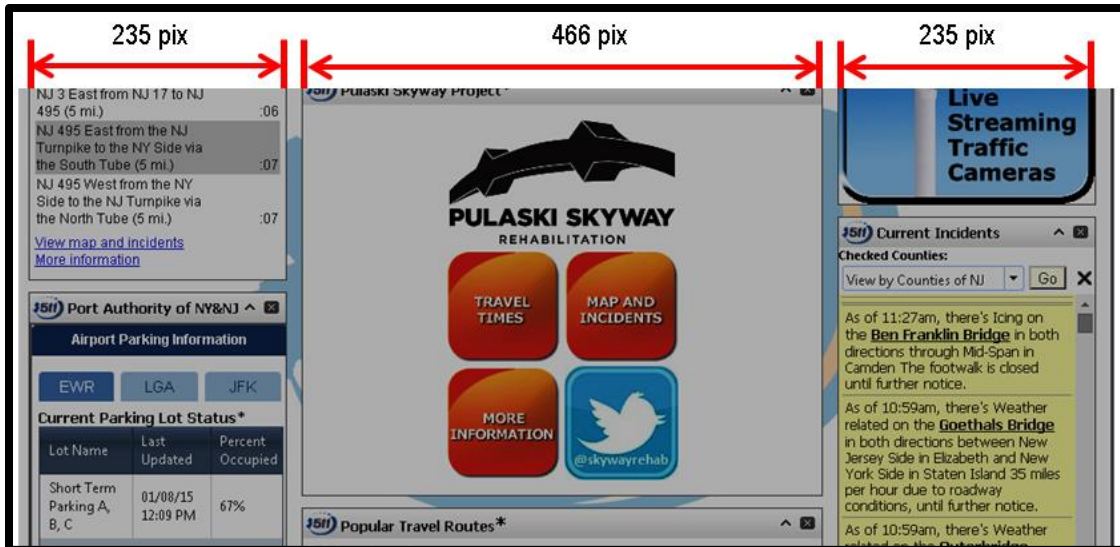 235 pix
466 pix
235 pix
NJ 3 East from NJ 17 to NJ
495 (5 mi.) :06
NJ 495 East from the NJ
Turnpike to the NY Side via
the South Tube (5 mi.) :07
NJ 495 West from the NY
Side to the NJ Turnpike via
the North Tube (5 mi.) :07
View map and incidents
More information
511 Port Authority of NY&NJ
Airport Parking Information
EWR LGA JFK
Current Parking Lot Status*
Lot Name
Last
Updated
Percent
Occupied
Short Term
Parking A,
B, C
01/08/15
12:09 PM
67%
511 Pulaski Skyway Project*
PULASKI SKYWAY
REHABILITATION
TRAVEL
TIMES
MAP AND
INCIDENTS
MORE
INFORMATION
@skywayrehab
511 Popular Travel Routes*
Live
Streaming
Traffic
Cameras
511 Current Incidents
Checked Counties:
View by Counties of NJ Go
As of 11:27am, there's Icing on
the Ben Franklin Bridge in both
directions through Mid-Span in
Camden The footwalk is closed
until further notice.
As of 10:59am, there's Weather
related on the Goethals Bridge
in both directions between New
Jersey Side in Elizabeth and New
York Side in Staten Island 35 miles
per hour due to roadway
conditions, until further notice.
As of 10:59am, there's Weather
related on the Outerbridge